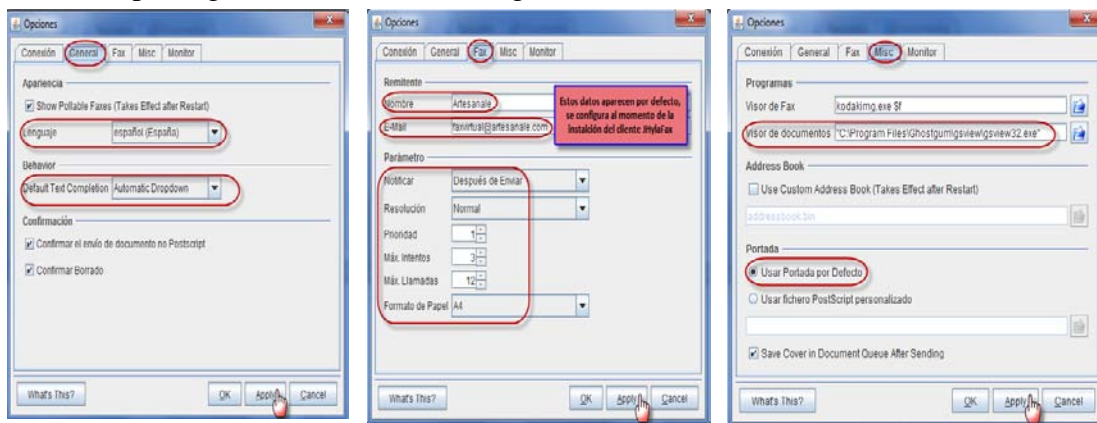 Opciones
Conexión General Fax Misc Monitor
Apariencia
Show Pollable Faxes (Takes Effect after Restart)
Lenguaje español (España)
Behavior
Default Text Completion Automatic Dropdown
Confirmación
Confirmar el envío de documento no Postscript
Confirmar Borrado
What's This? OK Apply Cancel
Opciones
Conexión General Fax Misc Monitor
Remitente
Nombre Artesanale
E-Mail faxvirtual@artesanale.com
Estos datos aparecen por defecto,
se configura al momento de la
instalción del cliente JHylaFax
Parámetro
Notificar Después de Enviar
Resolución Normal
Prioridad 1
Máx. Intentos 3
Máx. Llamadas 12
Formato de Papel A4
What's This? OK Apply Cancel
Opciones
Conexión General Fax Misc Monitor
Programas
Visor de Fax kodakimg.exe $f
Visor de documentos "C:\Program Files\Ghostgum\gsview\gsview32.exe"
Address Book
Use Custom Address Book (Takes Effect after Restart)
addressbook.bin
Portada
Usar Portada por Defecto
Usar fichero PostScript personalizado
Save Cover in Document Queue After Sending
What's This? OK Apply Cancel